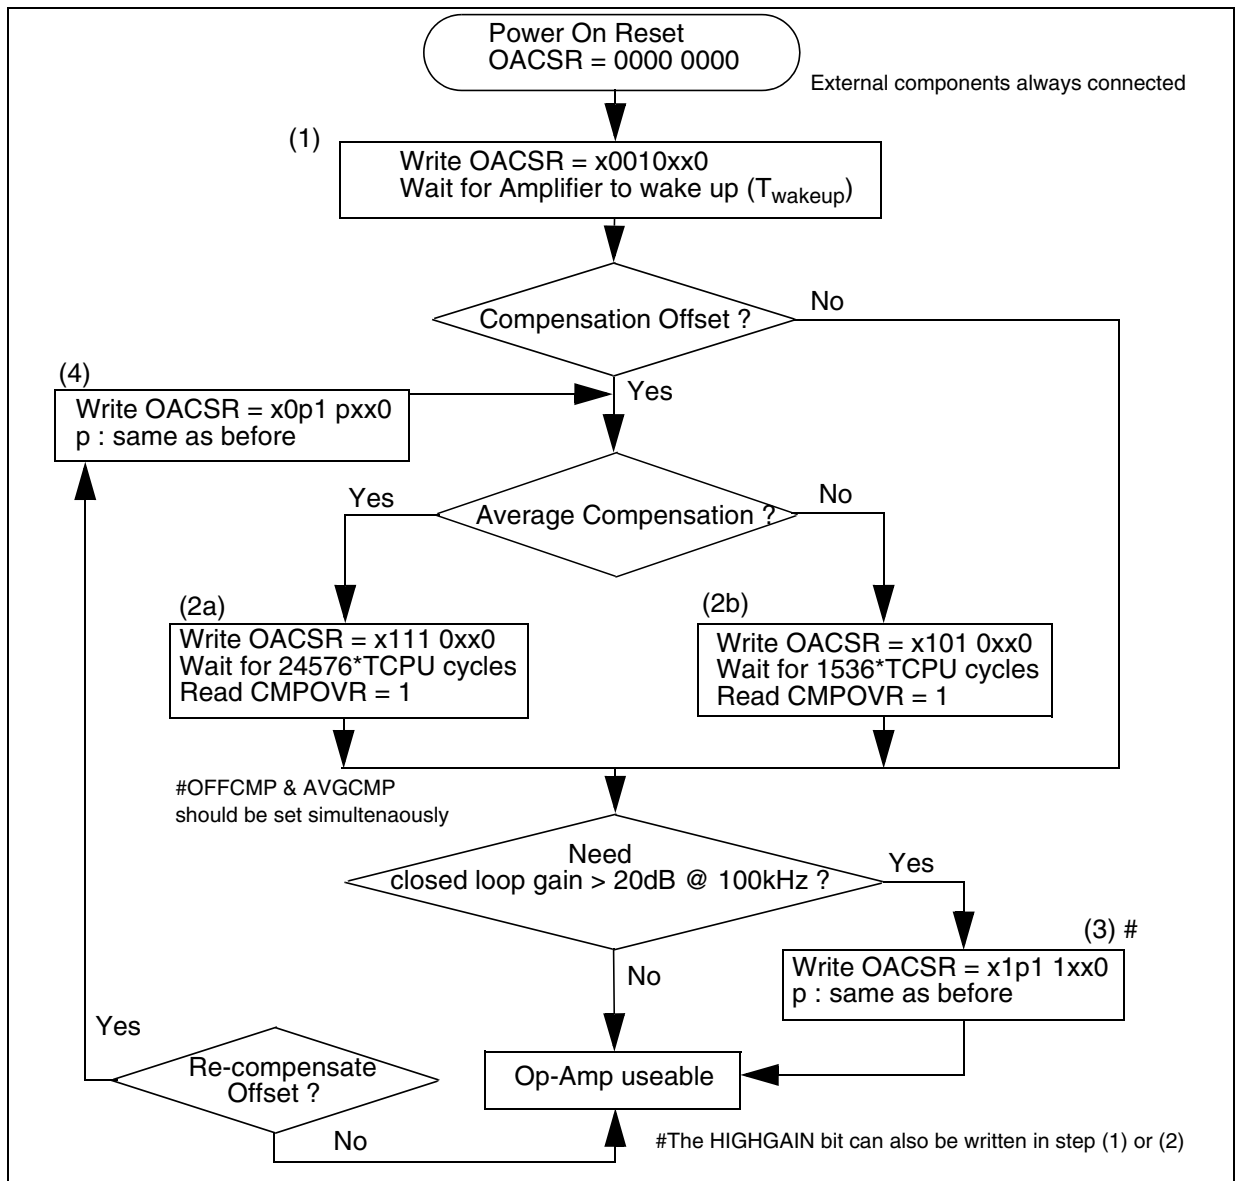 Power On Reset
OACSR = 0000 0000
External components always connected
(1)
Write OACSR = x0010xx0
Wait for Amplifier to wake up (Twakeup)
Compensation Offset ?
No
Yes
(4)
Write OACSR = x0p1 pxx0
p : same as before
Average Compensation ?
Yes
No
(2a)
Write OACSR = x111 0xx0
Wait for 24576*TCPU cycles
Read CMPOVR = 1
(2b)
Write OACSR = x101 0xx0
Wait for 1536*TCPU cycles
Read CMPOVR = 1
#OFFCMP & AVGCMP
should be set simultenaously
Need
closed loop gain > 20dB @ 100kHz ?
Yes
No
(3) #
Write OACSR = x1p1 1xx0
p : same as before
Yes
Re-compensate
Offset ?
No
Op-Amp useable
#The HIGHGAIN bit can also be written in step (1) or (2)